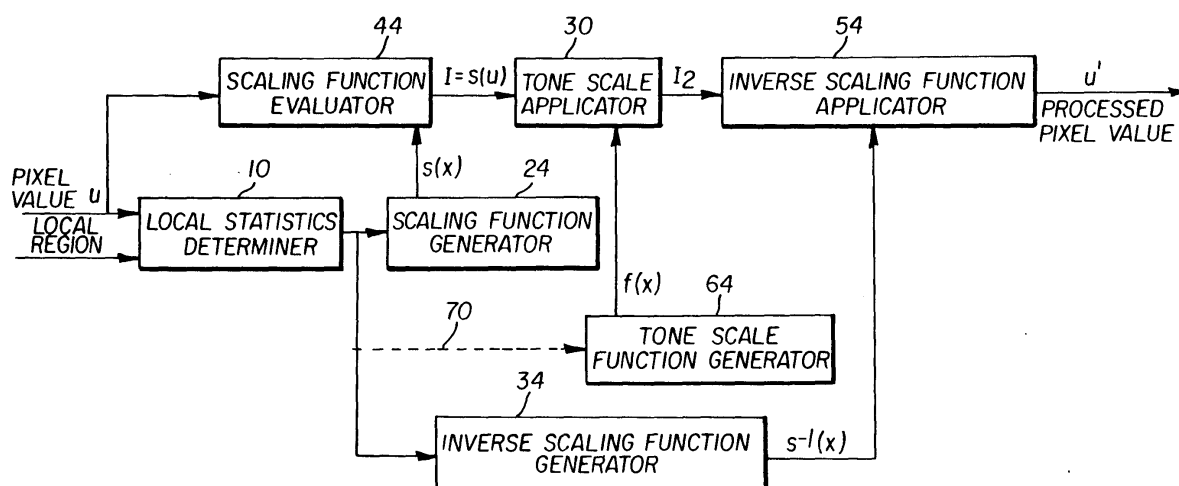 44
30
54
SCALING FUNCTION
EVALUATOR
I = s(u)
TONE SCALE
APPLICATOR
I2
INVERSE SCALING FUNCTION
APPLICATOR
u'
PROCESSED
PIXEL VALUE
s(x)
PIXEL
VALUE u
LOCAL
REGION
10
LOCAL STATISTICS
DETERMINER
24
SCALING FUNCTION
GENERATOR
f(x)
64
TONE SCALE
FUNCTION GENERATOR
70
34
INVERSE SCALING FUNCTION
GENERATOR
s-1(x)